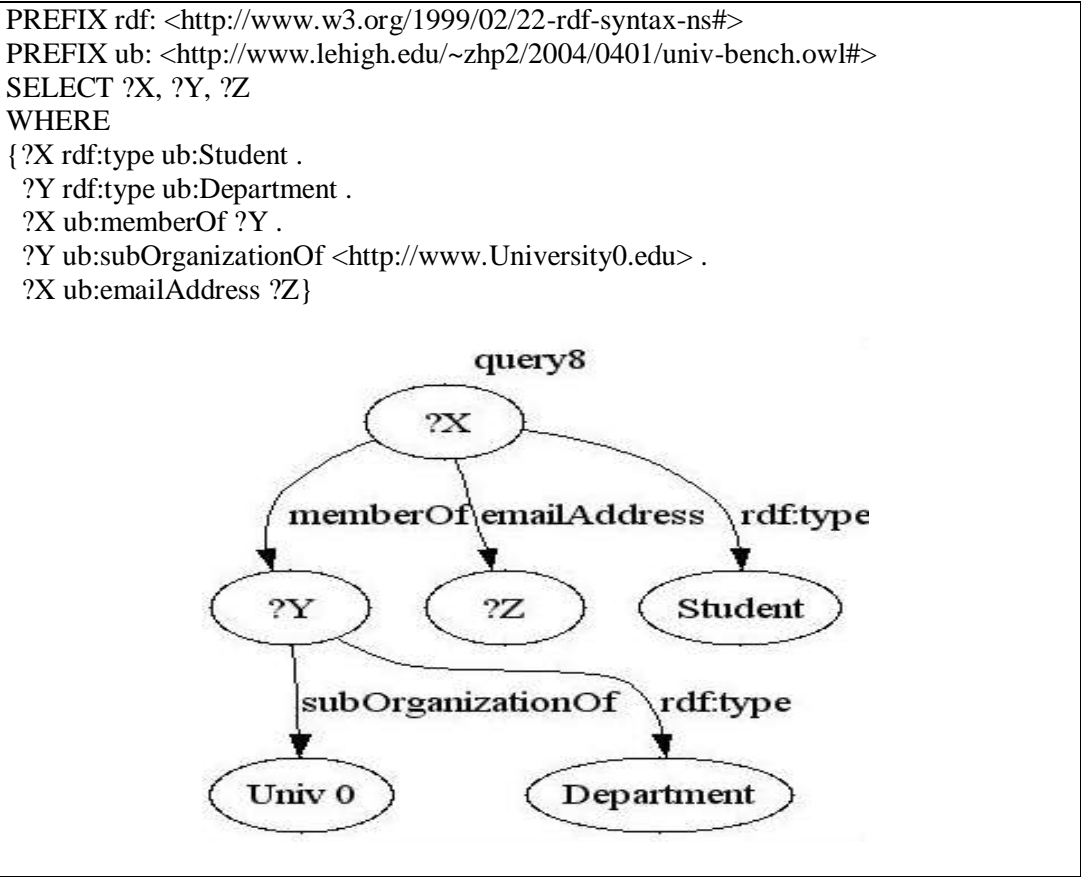 PREFIX rdf: <http://www.w3.org/1999/02/22-rdf-syntax-ns#>
PREFIX ub: <http://www.lehigh.edu/~zhp2/2004/0401/univ-bench.owl#>
SELECT ?X, ?Y, ?Z
WHERE
{?X rdf:type ub:Student .
?Y rdf:type ub:Department .
?X ub:memberOf ?Y .
?Y ub:subOrganizationOf <http://www.University0.edu> .
?X ub:emailAddress ?Z}
query8
?X
memberOf emailAddress rdf:type
?Y ?Z Student
subOrganizationOf rdf:type
Univ 0 Department